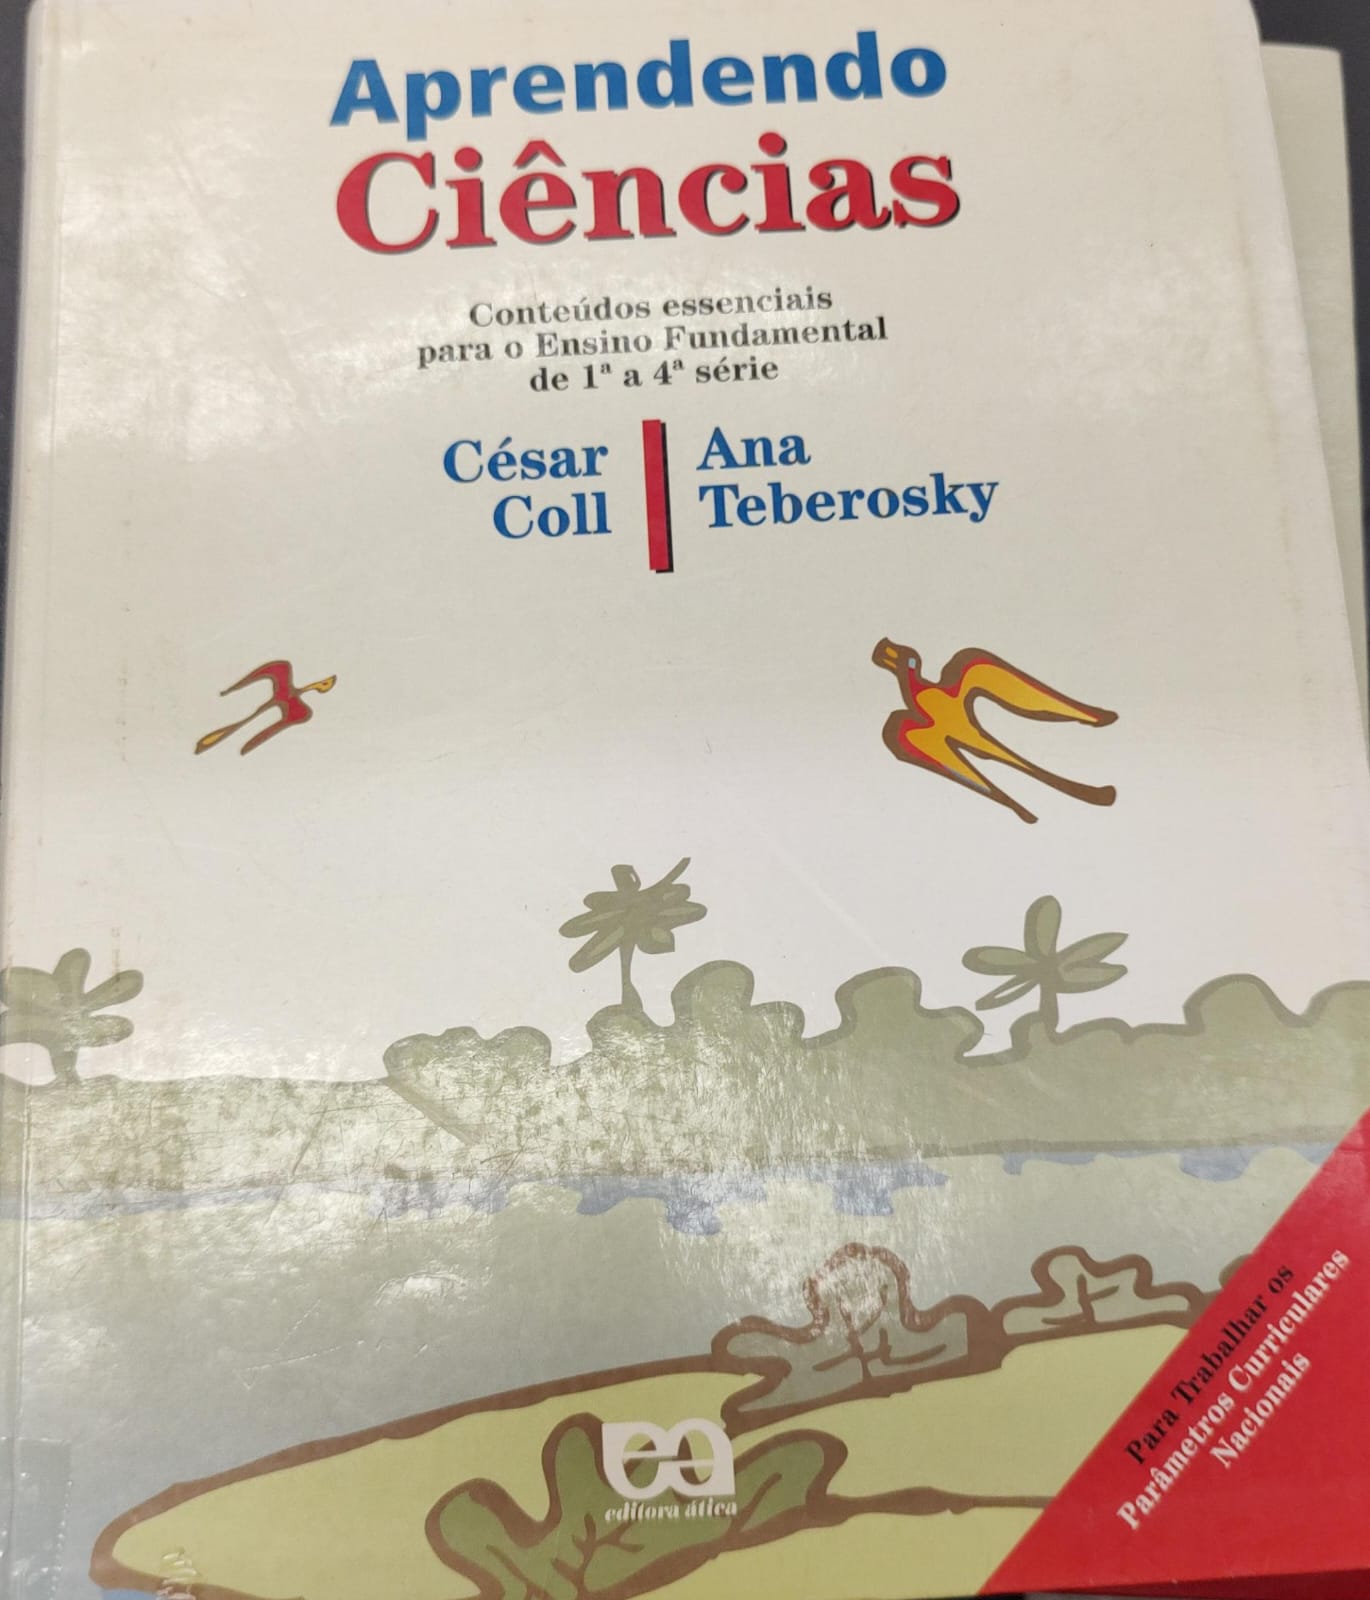 Aprendendo
Ciências
Conteúdos essenciais
para o Ensino Fundamental
de 1ª a 4ª série
César
Coll
Ana
Teberosky
Para Trabalhar os
Parâmetros Curriculares
Nacionais
editora ática